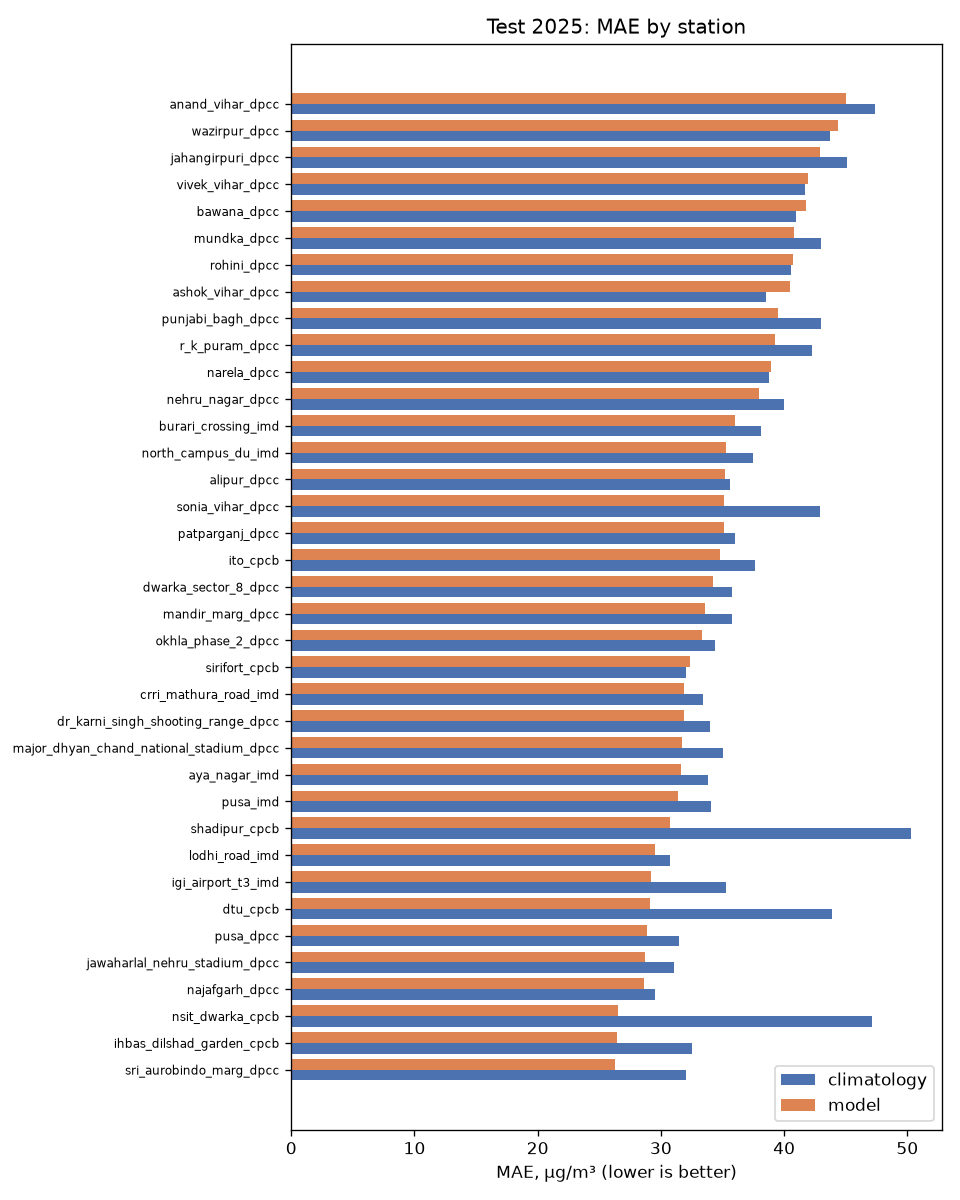 Test 2025: MAE by station
anand_vihar_dpcc
wazirpur_dpcc
jahangirpuri_dpcc
vivek_vihar_dpcc
bawana_dpcc
mundka_dpcc
rohini_dpcc
ashok_vihar_dpcc
punjabi_bagh_dpcc
r_k_puram_dpcc
narela_dpcc
nehru_nagar_dpcc
burari_crossing_imd
north_campus_du_imd
alipur_dpcc
sonia_vihar_dpcc
patparganj_dpcc
ito_cpcb
dwarka_sector_8_dpcc
mandir_marg_dpcc
okhla_phase_2_dpcc
sirifort_cpcb
crri_mathura_road_imd
dr_karni_singh_shooting_range_dpcc
major_dhyan_chand_national_stadium_dpcc
aya_nagar_imd
pusa_imd
shadipur_cpcb
lodhi_road_imd
igi_airport_t3_imd
dtu_cpcb
pusa_dpcc
jawaharlal_nehru_stadium_dpcc
najafgarh_dpcc
nsit_dwarka_cpcb
ihbas_dilshad_garden_cpcb
sri_aurobindo_marg_dpcc
climatology
model
0 10 20 30 40 50
MAE, µg/m³ (lower is better)